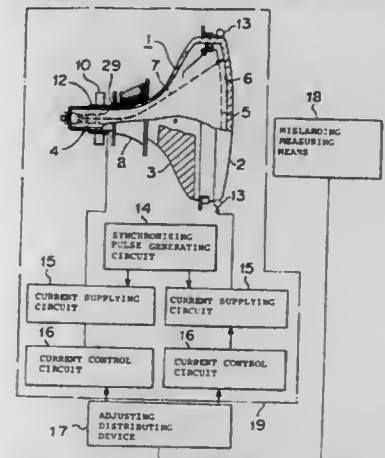 13
10
12
29
1
7
6
5
18
MISLANDING
MEASURING
MEANS
4
a
3
2
13
14
SYNCHRONIZING
PULSE GENERATING
CIRCUIT
15
15
CURRENT SUPPLYING
CIRCUIT
CURRENT SUPPLYING
CIRCUIT
16
16
CURRENT CONTROL
CIRCUIT
CURRENT CONTROL
CIRCUIT
17
ADJUSTING
DISTRIBUTING
DEVICE
19